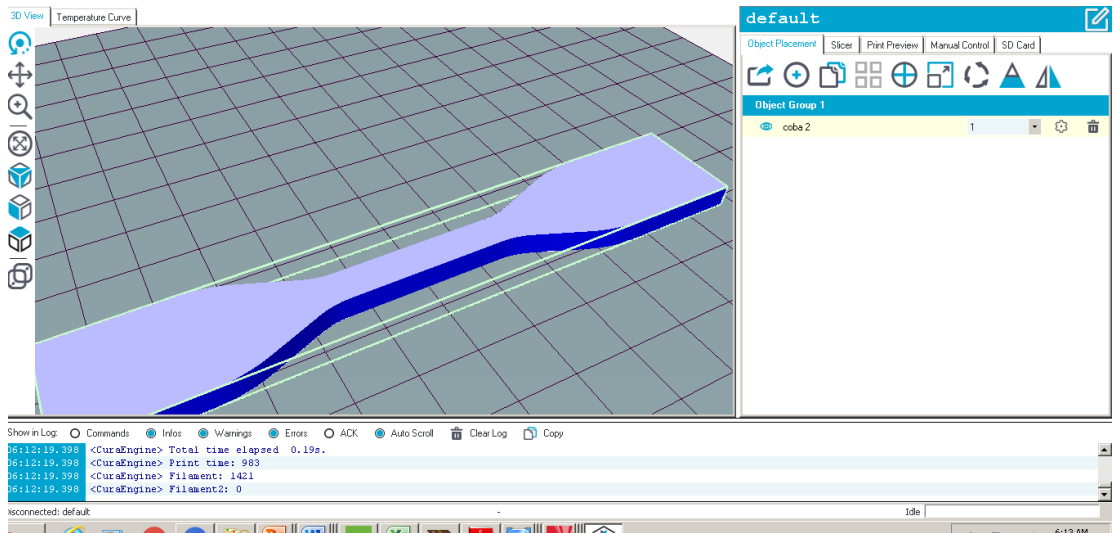 3D View Temperature Curve
default
Object Placement Slicer Print Preview Manual Control SD Card
Object Group 1
coba 2 1
Show in Log: Commands Infos Warnings Errors ACK Auto Scroll Clear Log Copy
06:12:19.398 <CuraEngine> Total time elapsed 0.19s.
06:12:19.398 <CuraEngine> Print time: 983
06:12:19.398 <CuraEngine> Filament: 1421
06:12:19.398 <CuraEngine> Filament2: 0
Disconnected: default - Idle
6:13 AM